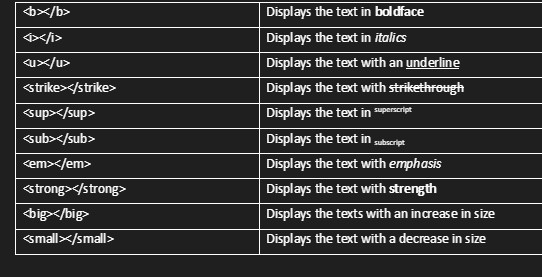 <b></b> Displays the text in boldface
<i></i> Displays the text in italics
<u></u> Displays the text with an underline
<strike></strike> Displays the text with strikethrough
<sup></sup> Displays the text in superscript
<sub></sub> Displays the text in subscript
<em></em> Displays the text with emphasis
<strong></strong> Displays the text with strength
<big></big> Displays the texts with an increase in size
<small></small> Displays the text with a decrease in size